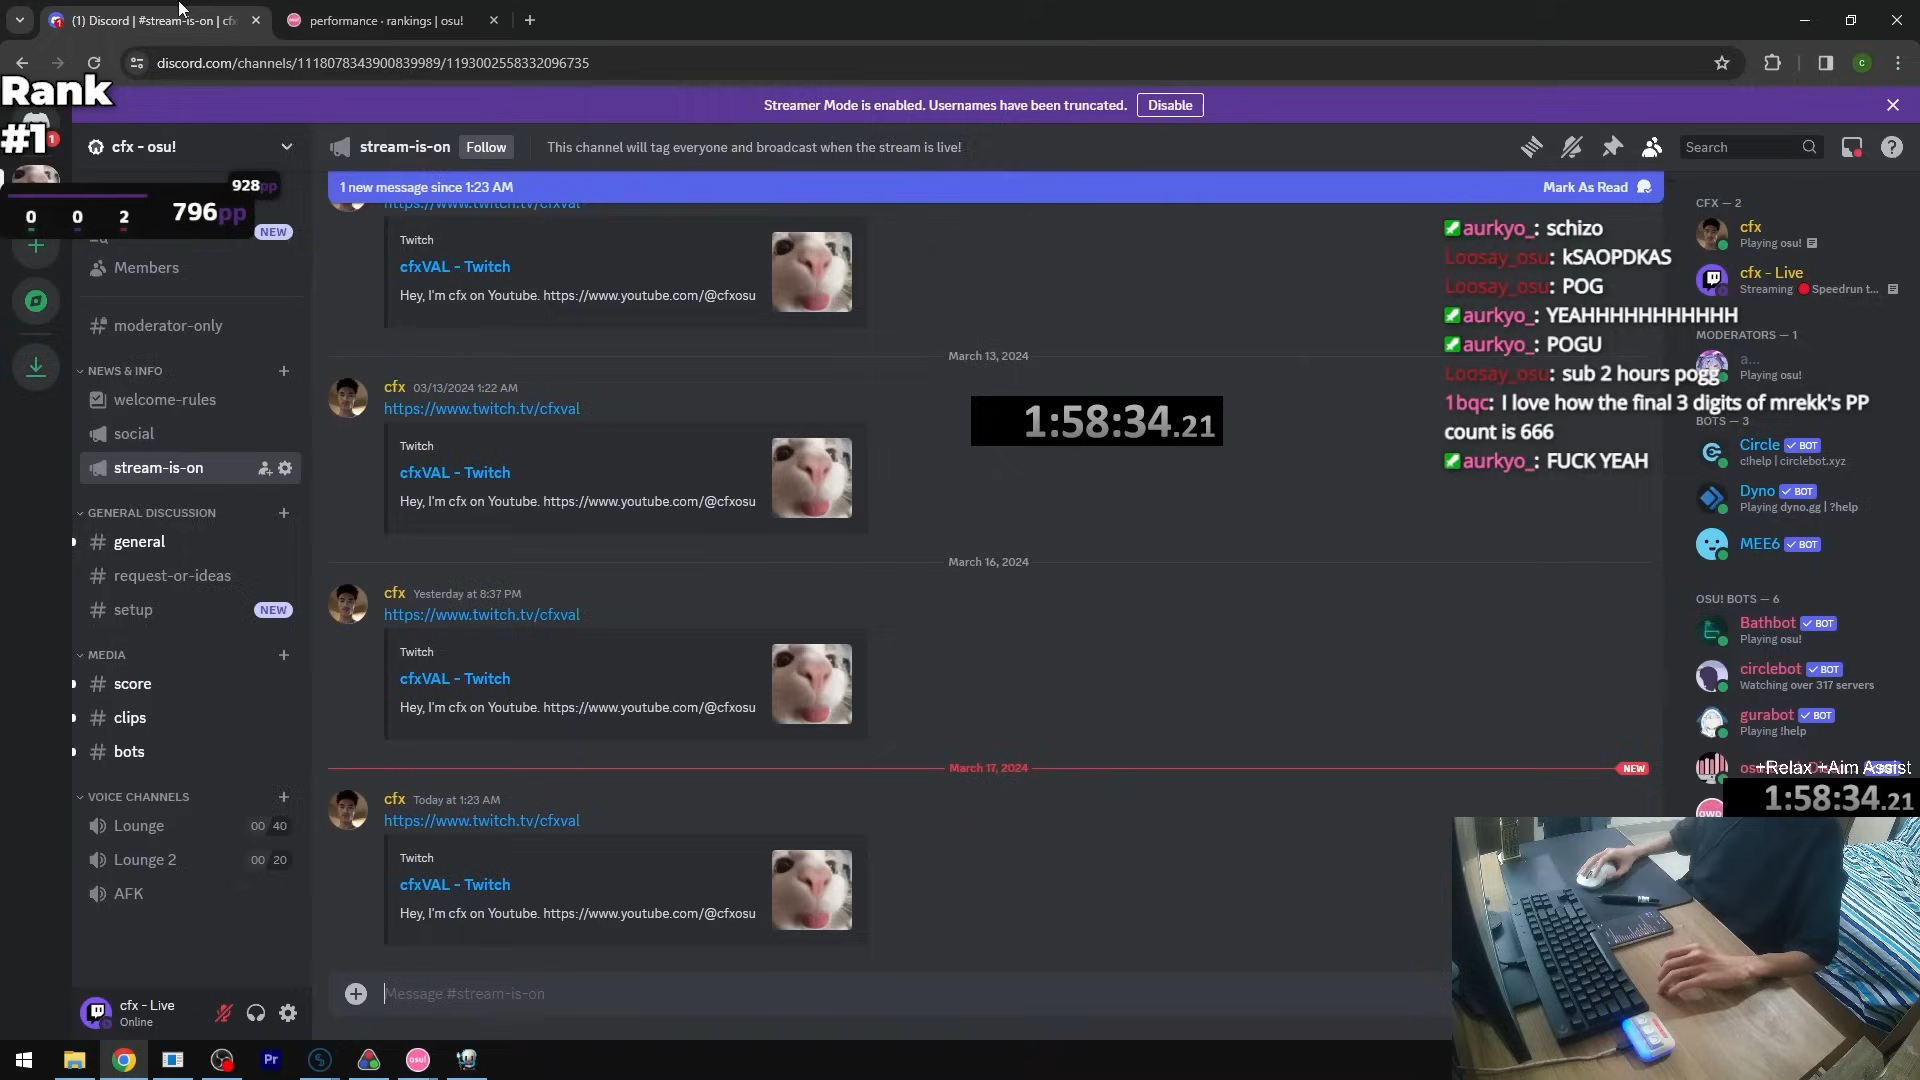 (1) Discord | #stream-is-on | cf
performance · rankings | osu!
discord.com/channels/1118078343900839989/1193002558332096735
c
Rank
#1
1
Streamer Mode is enabled. Usernames have been truncated.
Disable
cfx - osu!
stream-is-on
Follow
This channel will tag everyone and broadcast when the stream is live!
Search
928pp
0 0 2 796pp
NEW
Members
moderator-only
NEWS & INFO
welcome-rules
social
stream-is-on
GENERAL DISCUSSION
general
request-or-ideas
setup
NEW
MEDIA
score
clips
bots
VOICE CHANNELS
Lounge
00 40
Lounge 2
00 20
AFK
cfx - Live
Online
1 new message since 1:23 AM
Mark As Read
https://www.twitch.tv/cfxval
Twitch
cfxVAL - Twitch
Hey, I'm cfx on Youtube. https://www.youtube.com/@cfxosu
March 13, 2024
cfx 03/13/2024 1:22 AM
https://www.twitch.tv/cfxval
Twitch
cfxVAL - Twitch
Hey, I'm cfx on Youtube. https://www.youtube.com/@cfxosu
1:58:34.21
March 16, 2024
cfx Yesterday at 8:37 PM
https://www.twitch.tv/cfxval
Twitch
cfxVAL - Twitch
Hey, I'm cfx on Youtube. https://www.youtube.com/@cfxosu
March 17, 2024
NEW
cfx Today at 1:23 AM
https://www.twitch.tv/cfxval
Twitch
cfxVAL - Twitch
Hey, I'm cfx on Youtube. https://www.youtube.com/@cfxosu
Message #stream-is-on
aurkyo_: schizo
Loosay_osu: kSAOPDKAS
Loosay_osu: POG
aurkyo_: YEAHHHHHHHHHHH
aurkyo_: POGU
Loosay_osu: sub 2 hours pogg
1bqc: I love how the final 3 digits of mrekk's PP
count is 666
aurkyo_: FUCK YEAH
CFX — 2
cfx
Playing osu!
cfx - Live
Streaming Speedrun t...
MODERATORS — 1
a...
Playing osu!
BOTS — 3
Circle BOT
c!help | circlebot.xyz
Dyno BOT
Playing dyno.gg | ?help
MEE6 BOT
OSU! BOTS — 6
Bathbot BOT
Playing osu!
circlebot BOT
Watching over 317 servers
gurabot BOT
Playing !help
+Relax +Aim Assist
owo
1:58:34.21
Pr
osu!